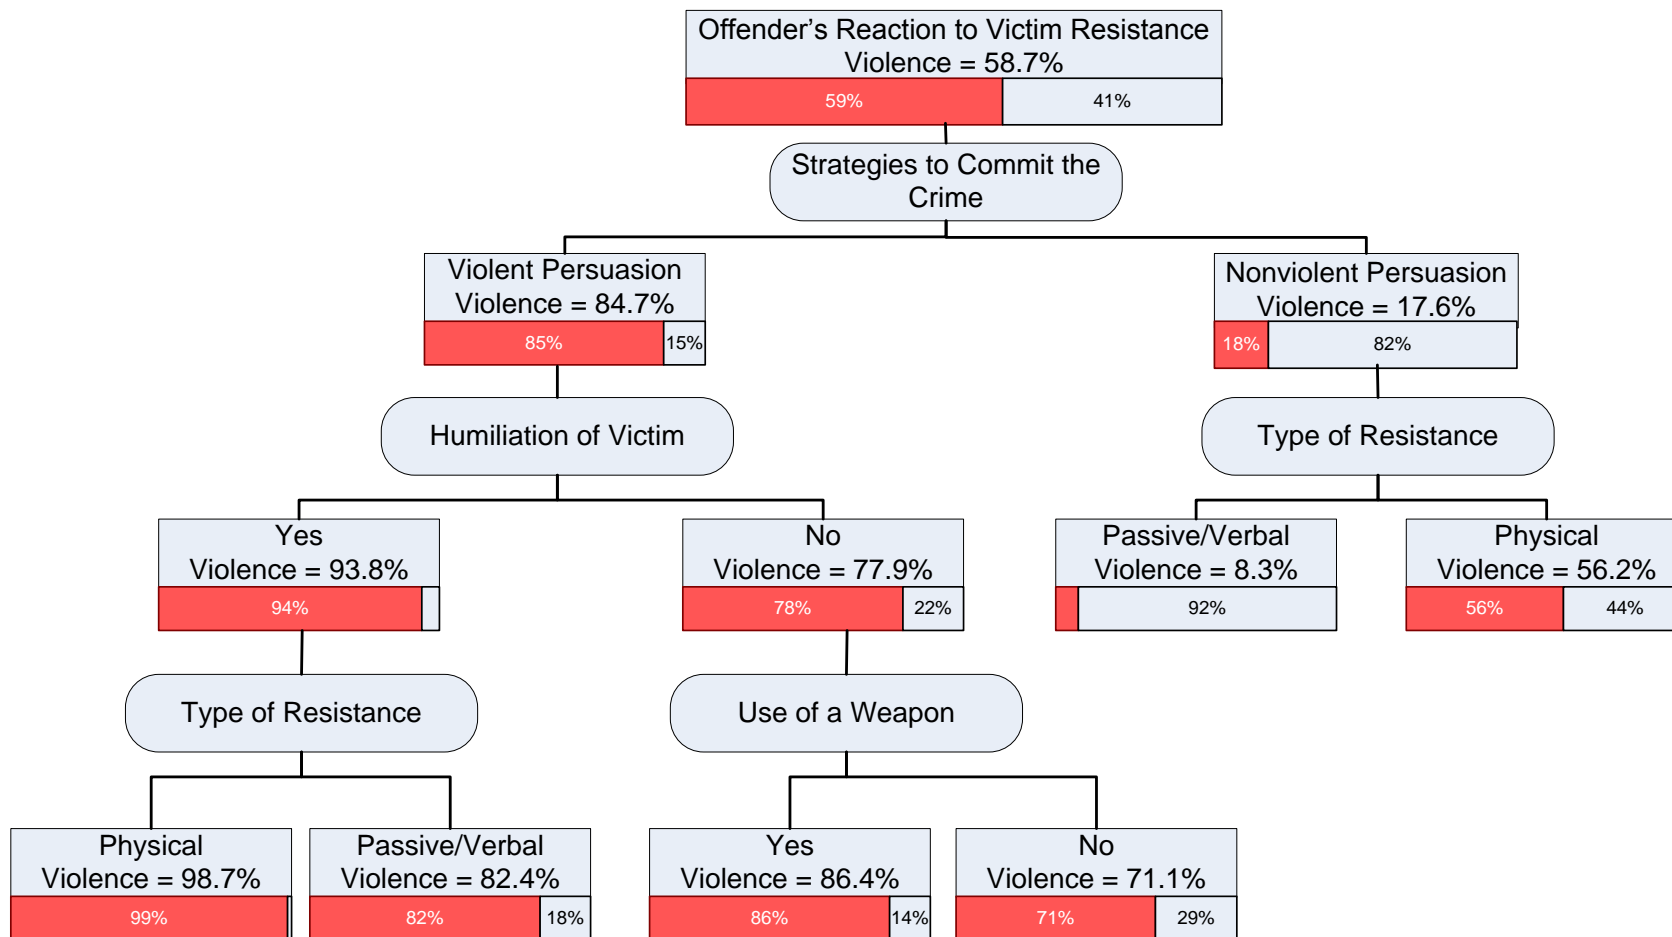 Offender’s Reaction to Victim Resistance
Violence = 58.7%
59%
41%
Strategies to Commit the
Crime
Violent Persuasion
Violence = 84.7%
85%
15%
Nonviolent Persuasion
Violence = 17.6%
18%
82%
Humiliation of Victim
Type of Resistance
Yes
Violence = 93.8%
94%
No
Violence = 77.9%
78%
22%
Passive/Verbal
Violence = 8.3%
92%
Physical
Violence = 56.2%
56%
44%
Type of Resistance
Use of a Weapon
Physical
Violence = 98.7%
99%
Passive/Verbal
Violence = 82.4%
82%
18%
Yes
Violence = 86.4%
86%
14%
No
Violence = 71.1%
71%
29%